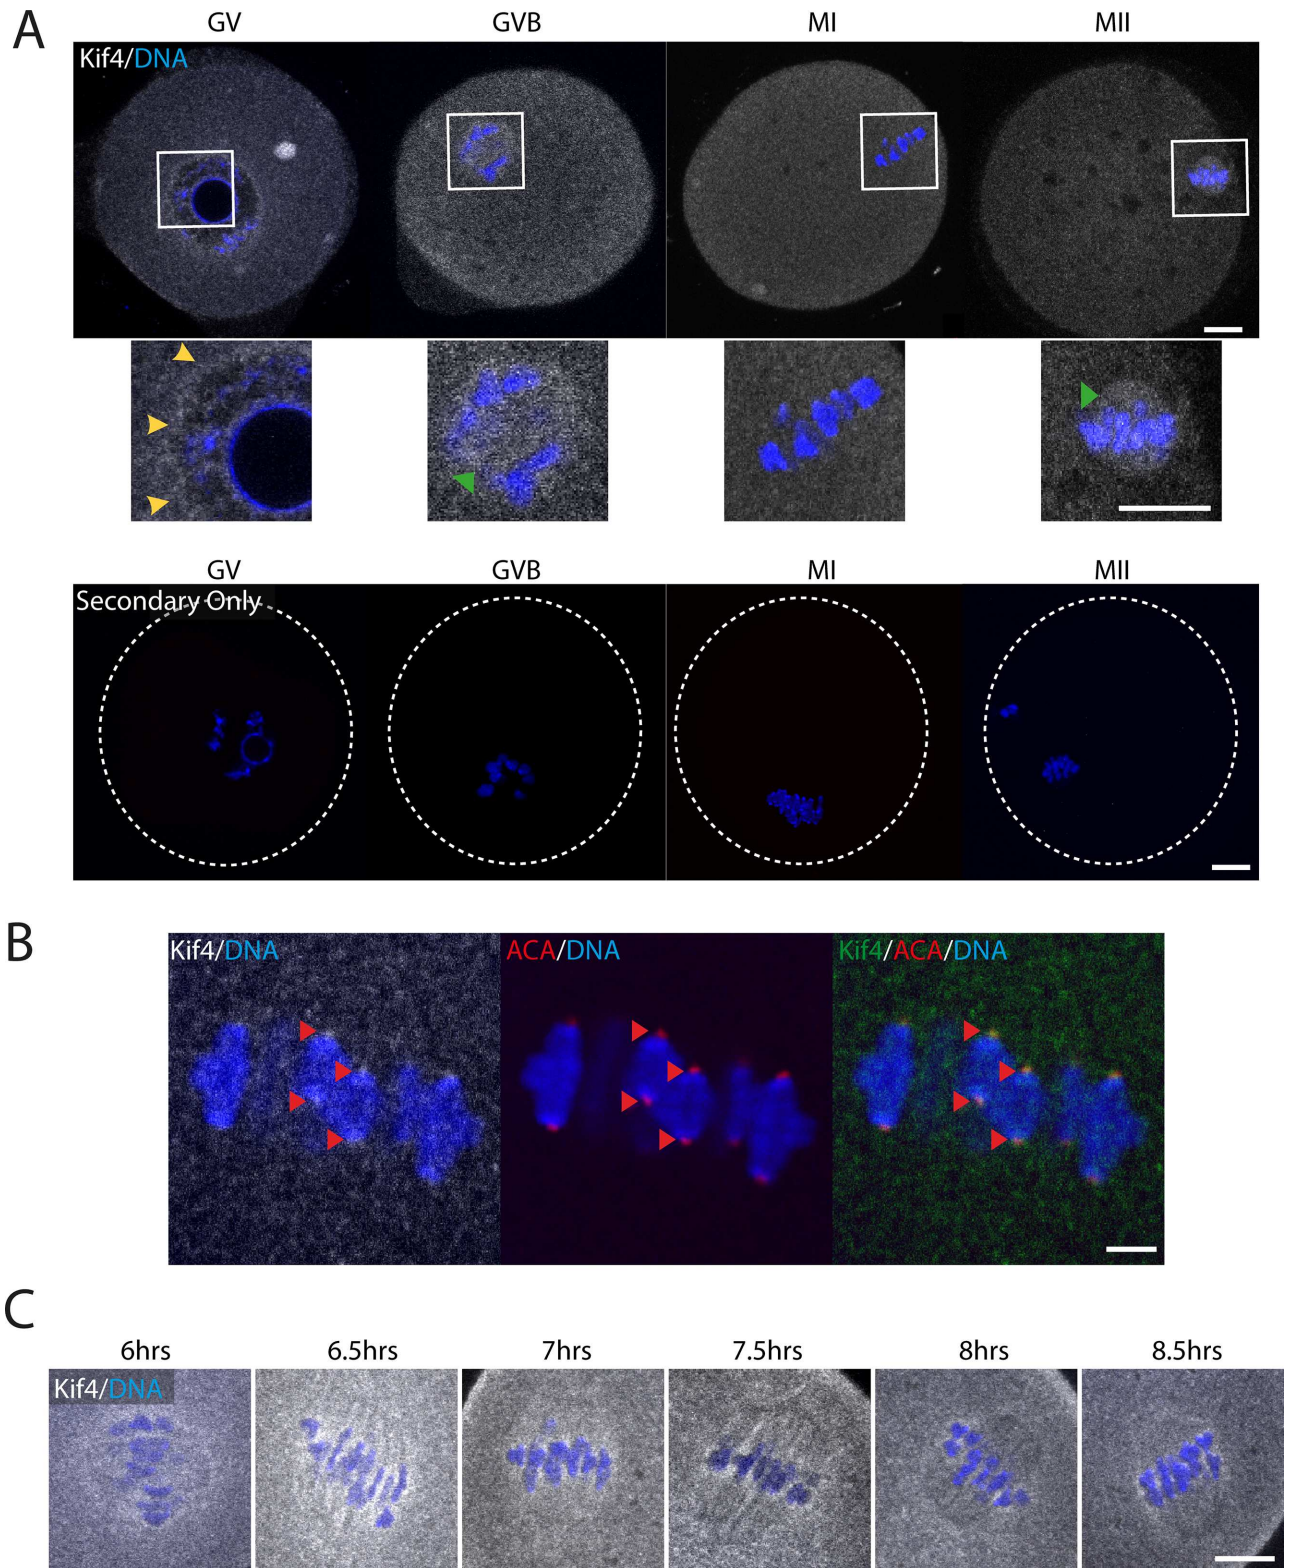 A
GV GVB MI MII
Kif4/DNA
GV GVB MI MII
Secondary Only
B
Kif4/DNA ACA/DNA Kif4/ACA/DNA
C
6hrs 6.5hrs 7hrs 7.5hrs 8hrs 8.5hrs
Kif4/DNA